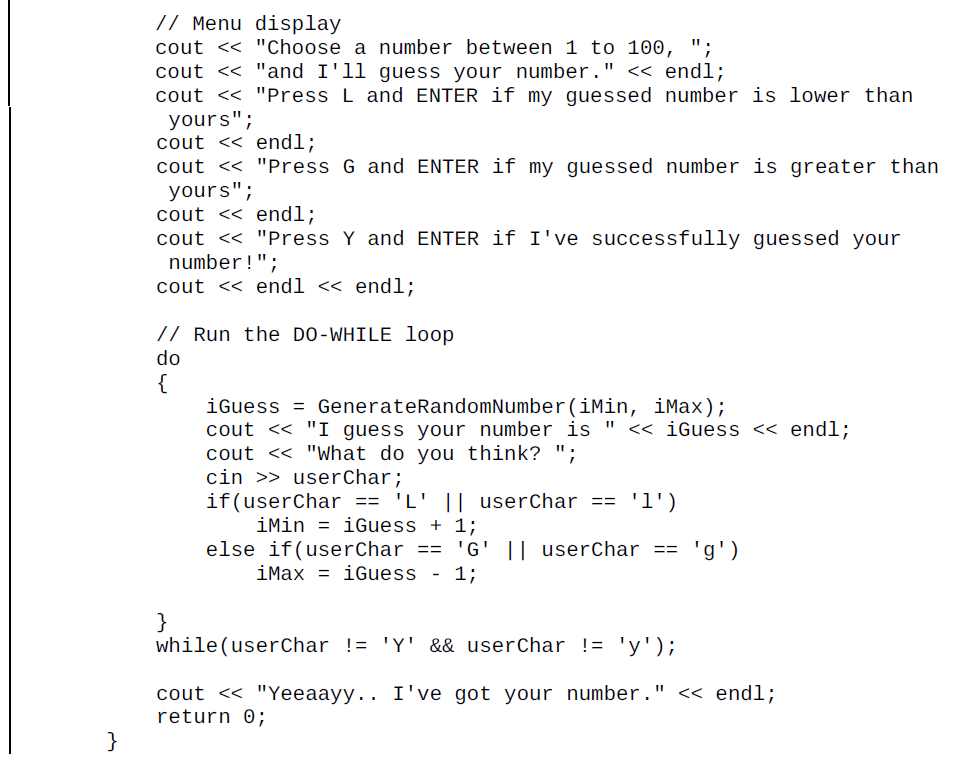 // Menu display
cout << "Choose a number between 1 to 100, ";
cout << "and I'll guess your number." << endl;
cout << "Press L and ENTER if my guessed number is lower than
yours";
cout << endl;
cout << "Press G and ENTER if my guessed number is greater than
yours";
cout << endl;
cout << "Press Y and ENTER if I've successfully guessed your
number!";
cout << endl << endl;
// Run the DO-WHILE loop
do
{
iGuess = GenerateRandomNumber(iMin, iMax);
cout << "I guess your number is " << iGuess << endl;
cout << "What do you think? ";
cin >> userChar;
if(userChar == 'L' || userChar == 'l')
iMin = iGuess + 1;
else if(userChar == 'G' || userChar == 'g')
iMax = iGuess - 1;
}
while(userChar != 'Y' && userChar != 'y');
cout << "Yeeaayy.. I've got your number." << endl;
return 0;
}